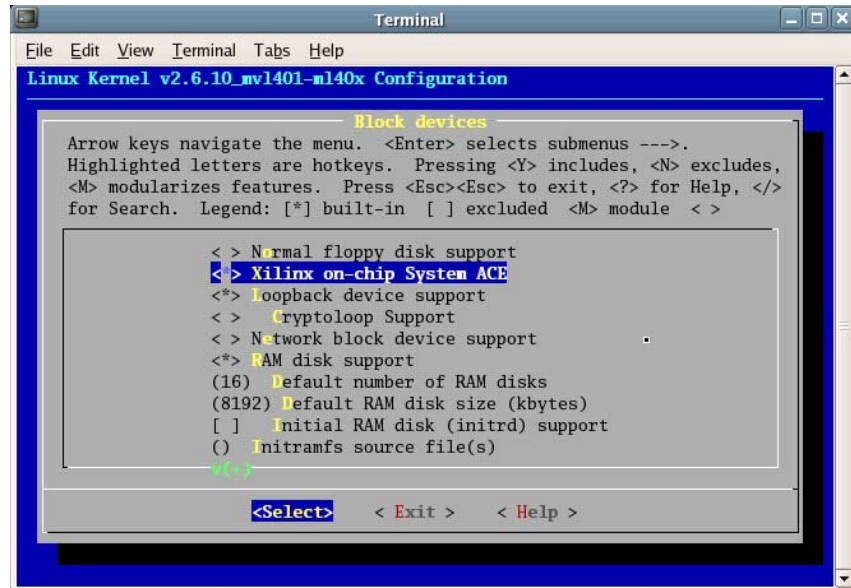 Terminal
File Edit View Terminal Tabs Help
Linux Kernel v2.6.10_mvl401-ml40x Configuration
Block devices
Arrow keys navigate the menu. <Enter> selects submenus --->.
Highlighted letters are hotkeys. Pressing <Y> includes, <N> excludes,
<M> modularizes features. Press <Esc><Esc> to exit, <?> for Help, </>
for Search. Legend: [*] built-in [ ] excluded <M> module < >
< > Normal floppy disk support
<*> Xilinx on-chip System ACE
<*> Loopback device support
< > Cryptoloop Support
< > Network block device support
<*> RAM disk support
(16) Default number of RAM disks
(8192) Default RAM disk size (kbytes)
[ ] Initial RAM disk (initrd) support
() Initramfs source file(s)
v(+)
<Select> < Exit > < Help >